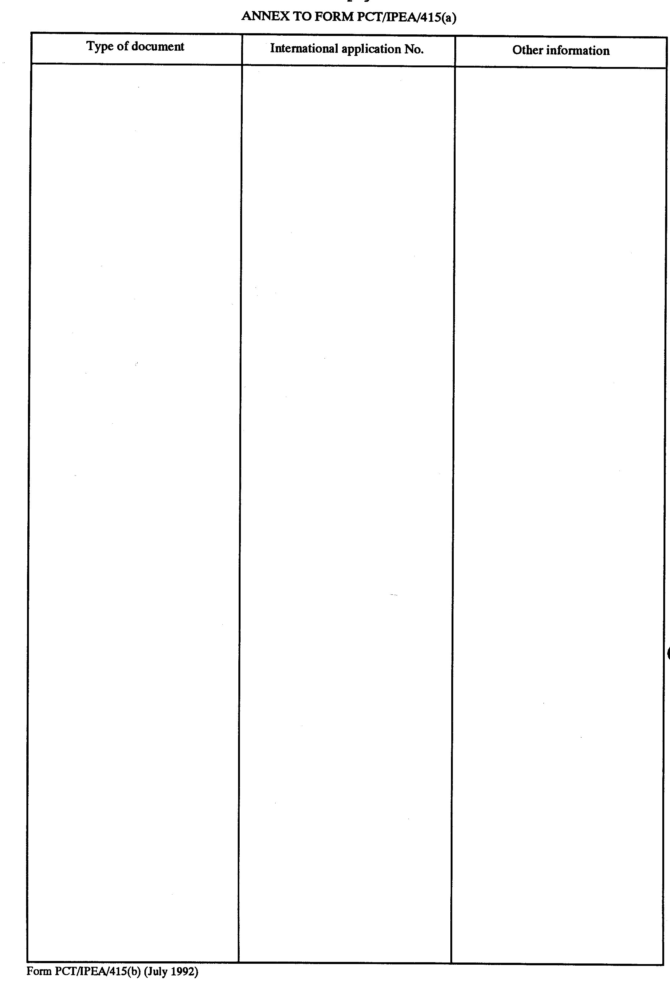 ANNEX TO FORM PCT/IPEA/415(a)
Type of document
International application No.
Other information
Form PCT/IPEA/415(b) (July 1992)